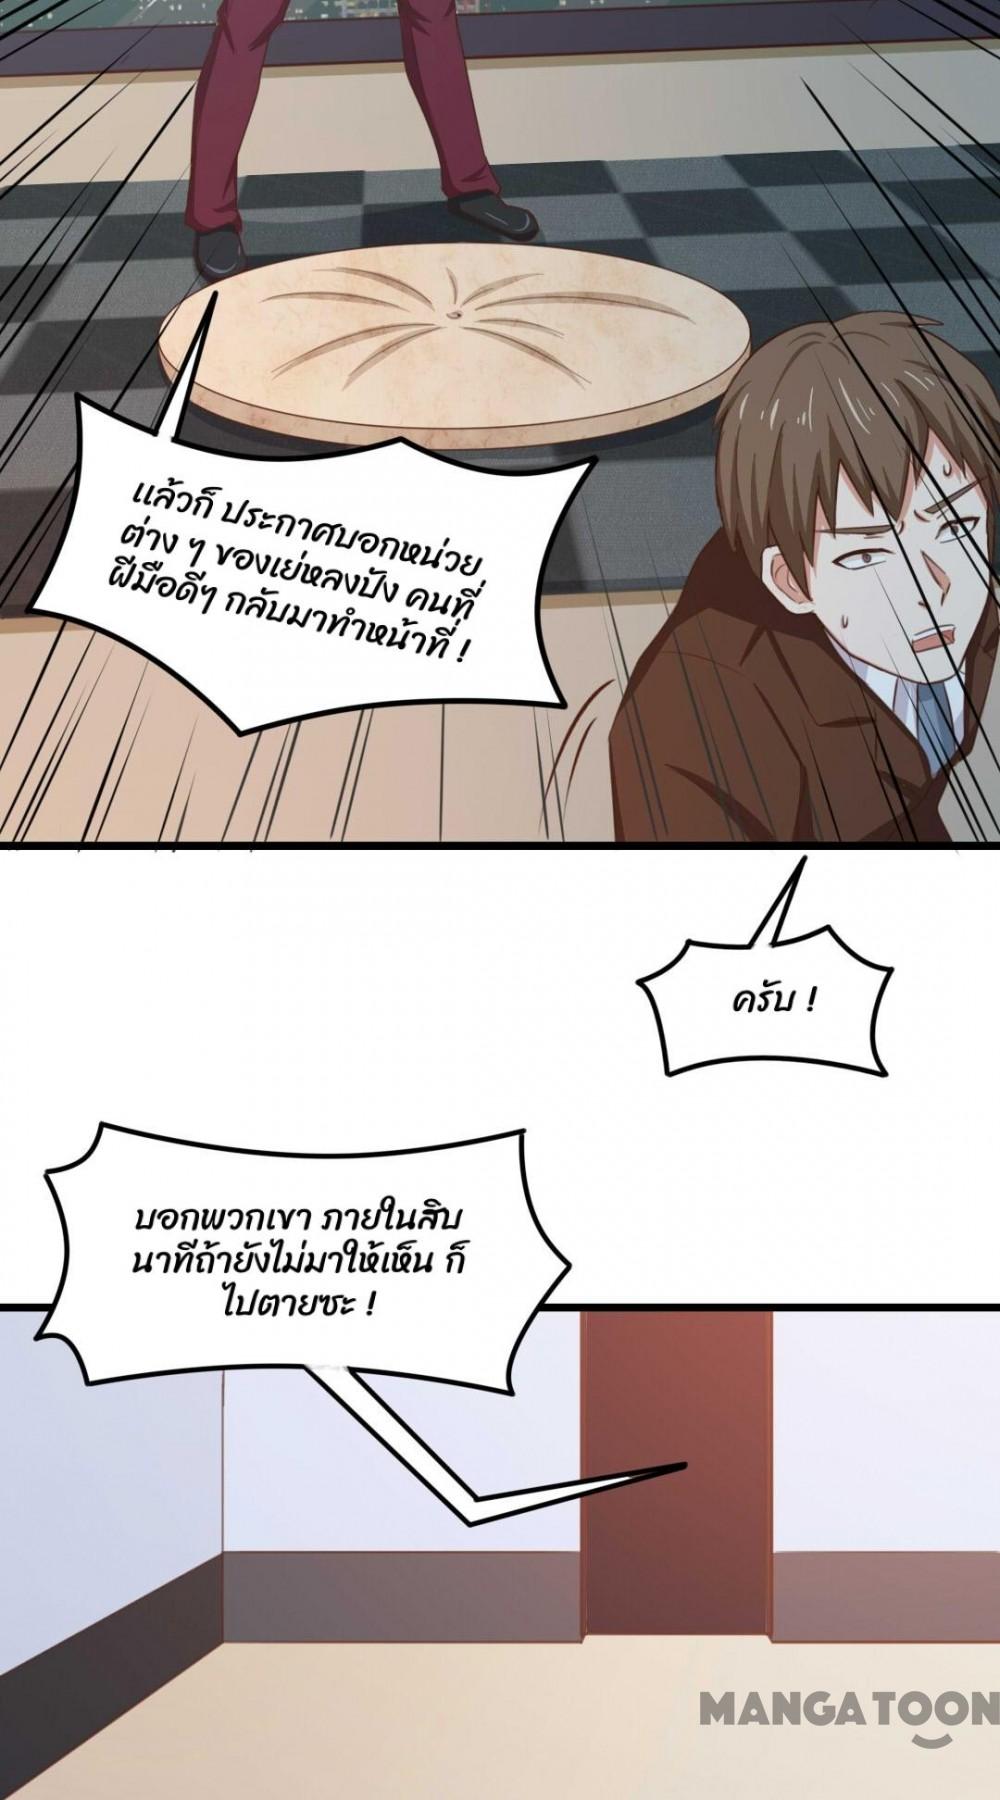 แล้วก็ ประกาศบอกหน่วย
ต่าง ๆ ของเย่หลงปัง คนที่
ฝีมือดีๆ กลับมาทำหน้าที่ !
ครับ !
บอกพวกเขา ภายในสิบ
นาทีถ้ายังไม่มาให้เห็น ก็
ไปตายซะ !
MANGATOON